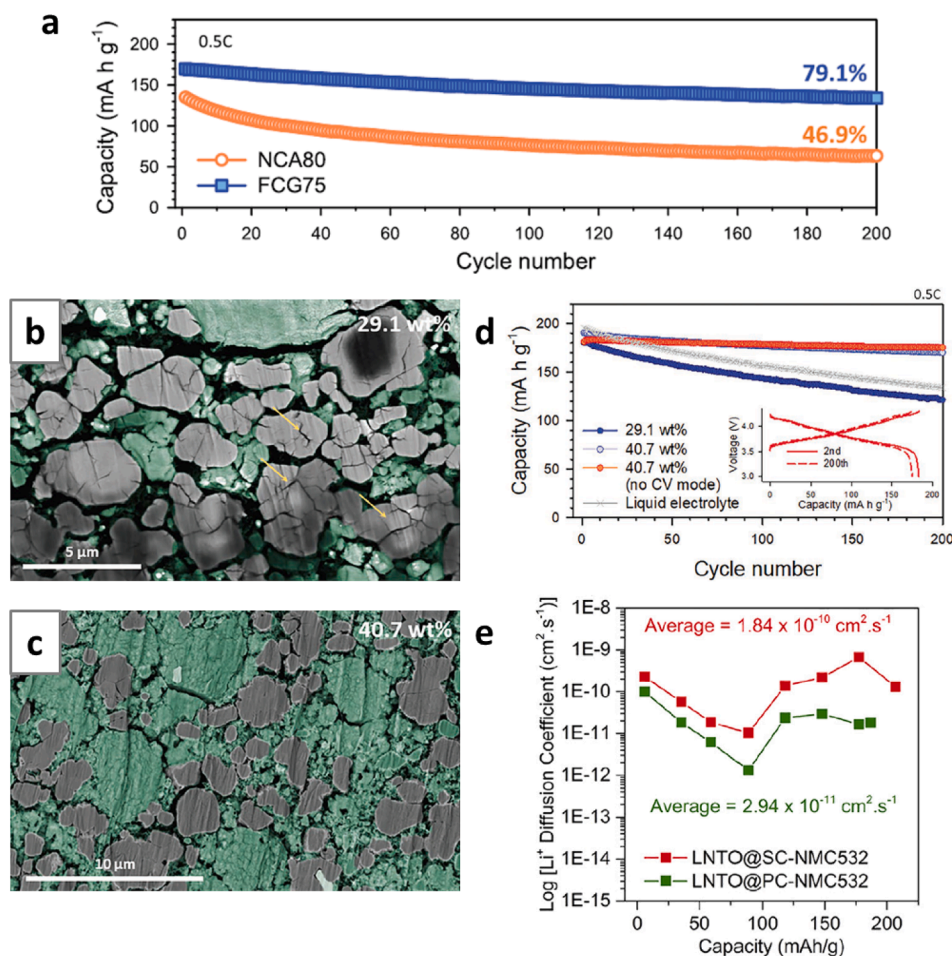 a
0.5C
79.1%
46.9%
NCA80
FCG75
Capacity (mA h g⁻¹)
200
150
100
50
0
0 20 40 60 80 100 120 140 160 180 200
Cycle number
b
29.1 wt%
5 μm
c
40.7 wt%
10 μm
d
0.5C
Capacity (mA h g⁻¹)
200
150
100
50
0
29.1 wt%
40.7 wt%
40.7 wt%
(no CV mode)
Liquid electrolyte
Voltage (V)
4.0
3.5
3.0
2nd
200th
0 50 100 150 200
Capacity (mA h g⁻¹)
0 50 100 150 200
Cycle number
e
Log [Li⁺ Diffusion Coefficient (cm².s⁻¹)]
1E-8
1E-9
1E-10
1E-11
1E-12
1E-13
1E-14
1E-15
Average = 1.84 x 10⁻¹⁰ cm².s⁻¹
Average = 2.94 x 10⁻¹¹ cm².s⁻¹
LNTO@SC-NMC532
LNTO@PC-NMC532
0 50 100 150 200
Capacity (mAh/g)